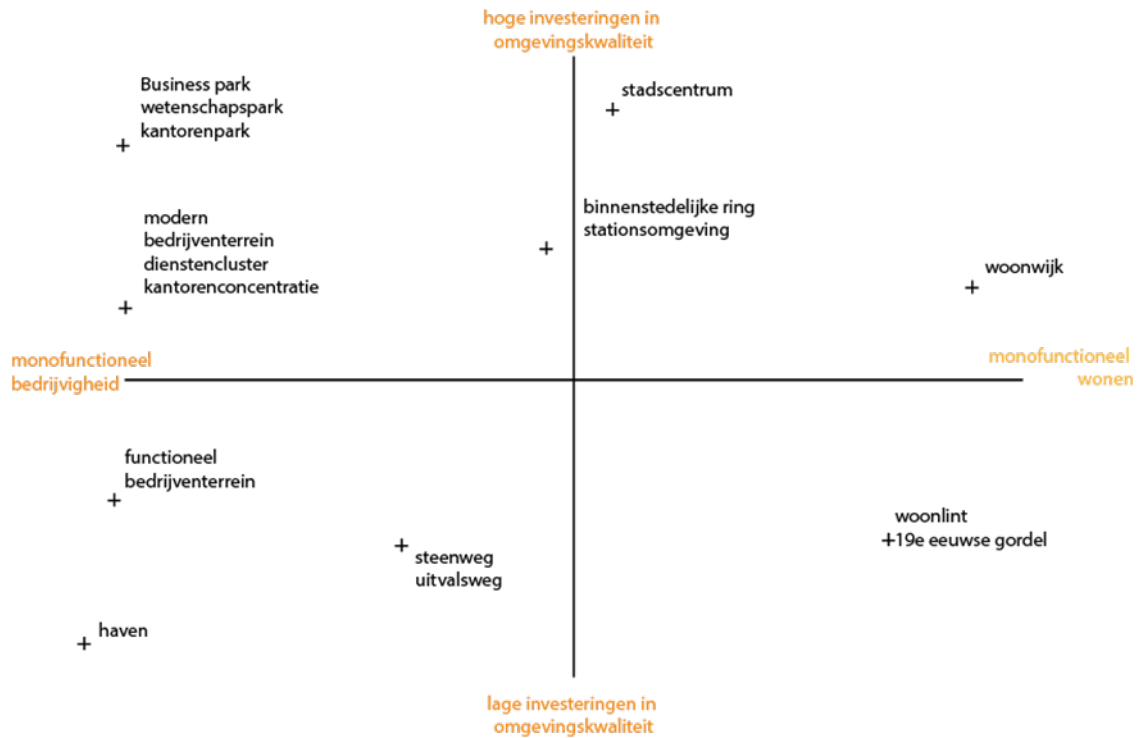 hoge investeringen in
omgevingskwaliteit
Business park
wetenschapspark
kantorenpark
stadscentrum
modern
bedrijventerrein
dienstencluster
kantorenconcentratie
binnenstedelijke ring
stationsomgeving
woonwijk
monofunctioneel
bedrijvigheid
monofunctioneel
wonen
functioneel
bedrijventerrein
steenweg
uitvalsweg
woonlint
19e eeuwse gordel
haven
lage investeringen in
omgevingskwaliteit